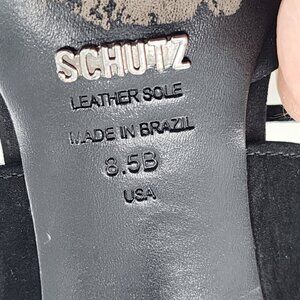 SCHUTZ
LEATHER SOLE
MADE IN BRAZIL
8.5B
USA